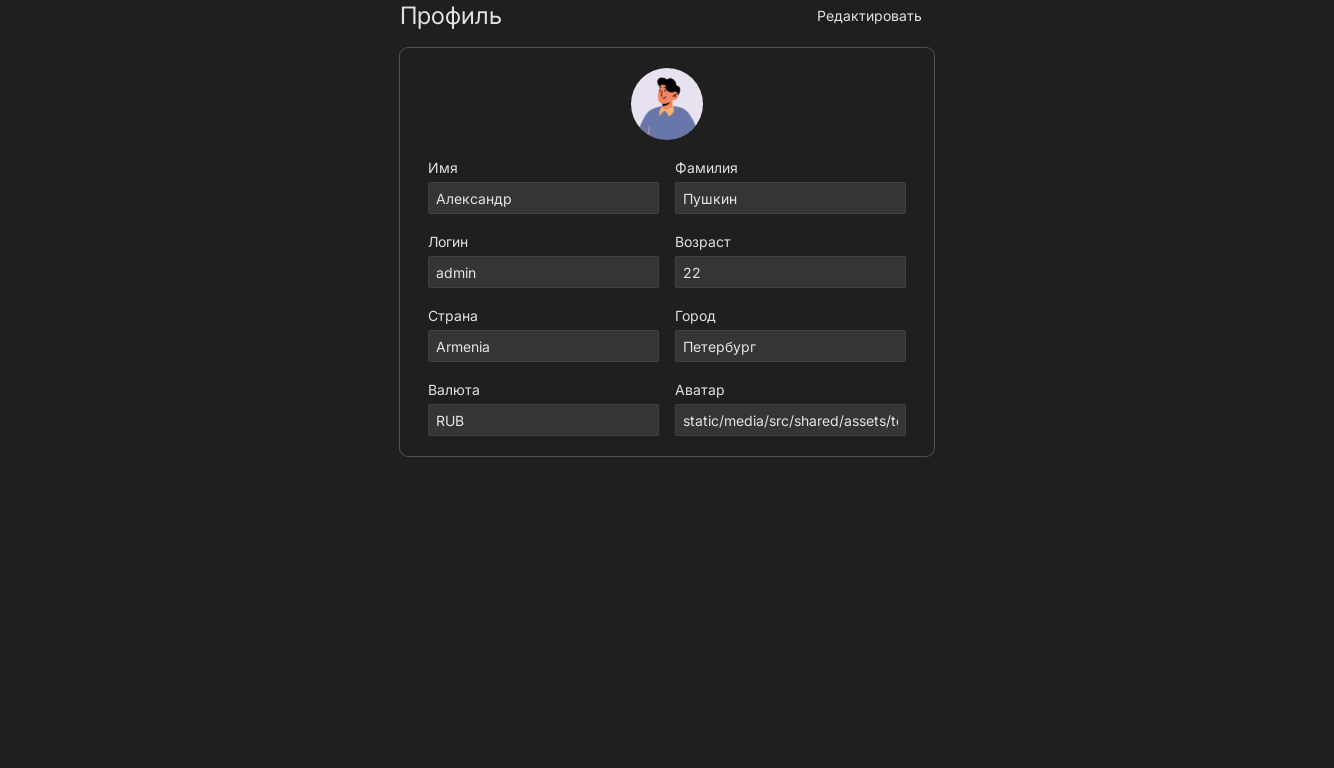 Профиль
Редактировать
Имя
Фамилия
Александр
Пушкин
Логин
Возраст
admin
22
Страна
Город
Armenia
Петербург
Валюта
Аватар
RUB
static/media/src/shared/assets/